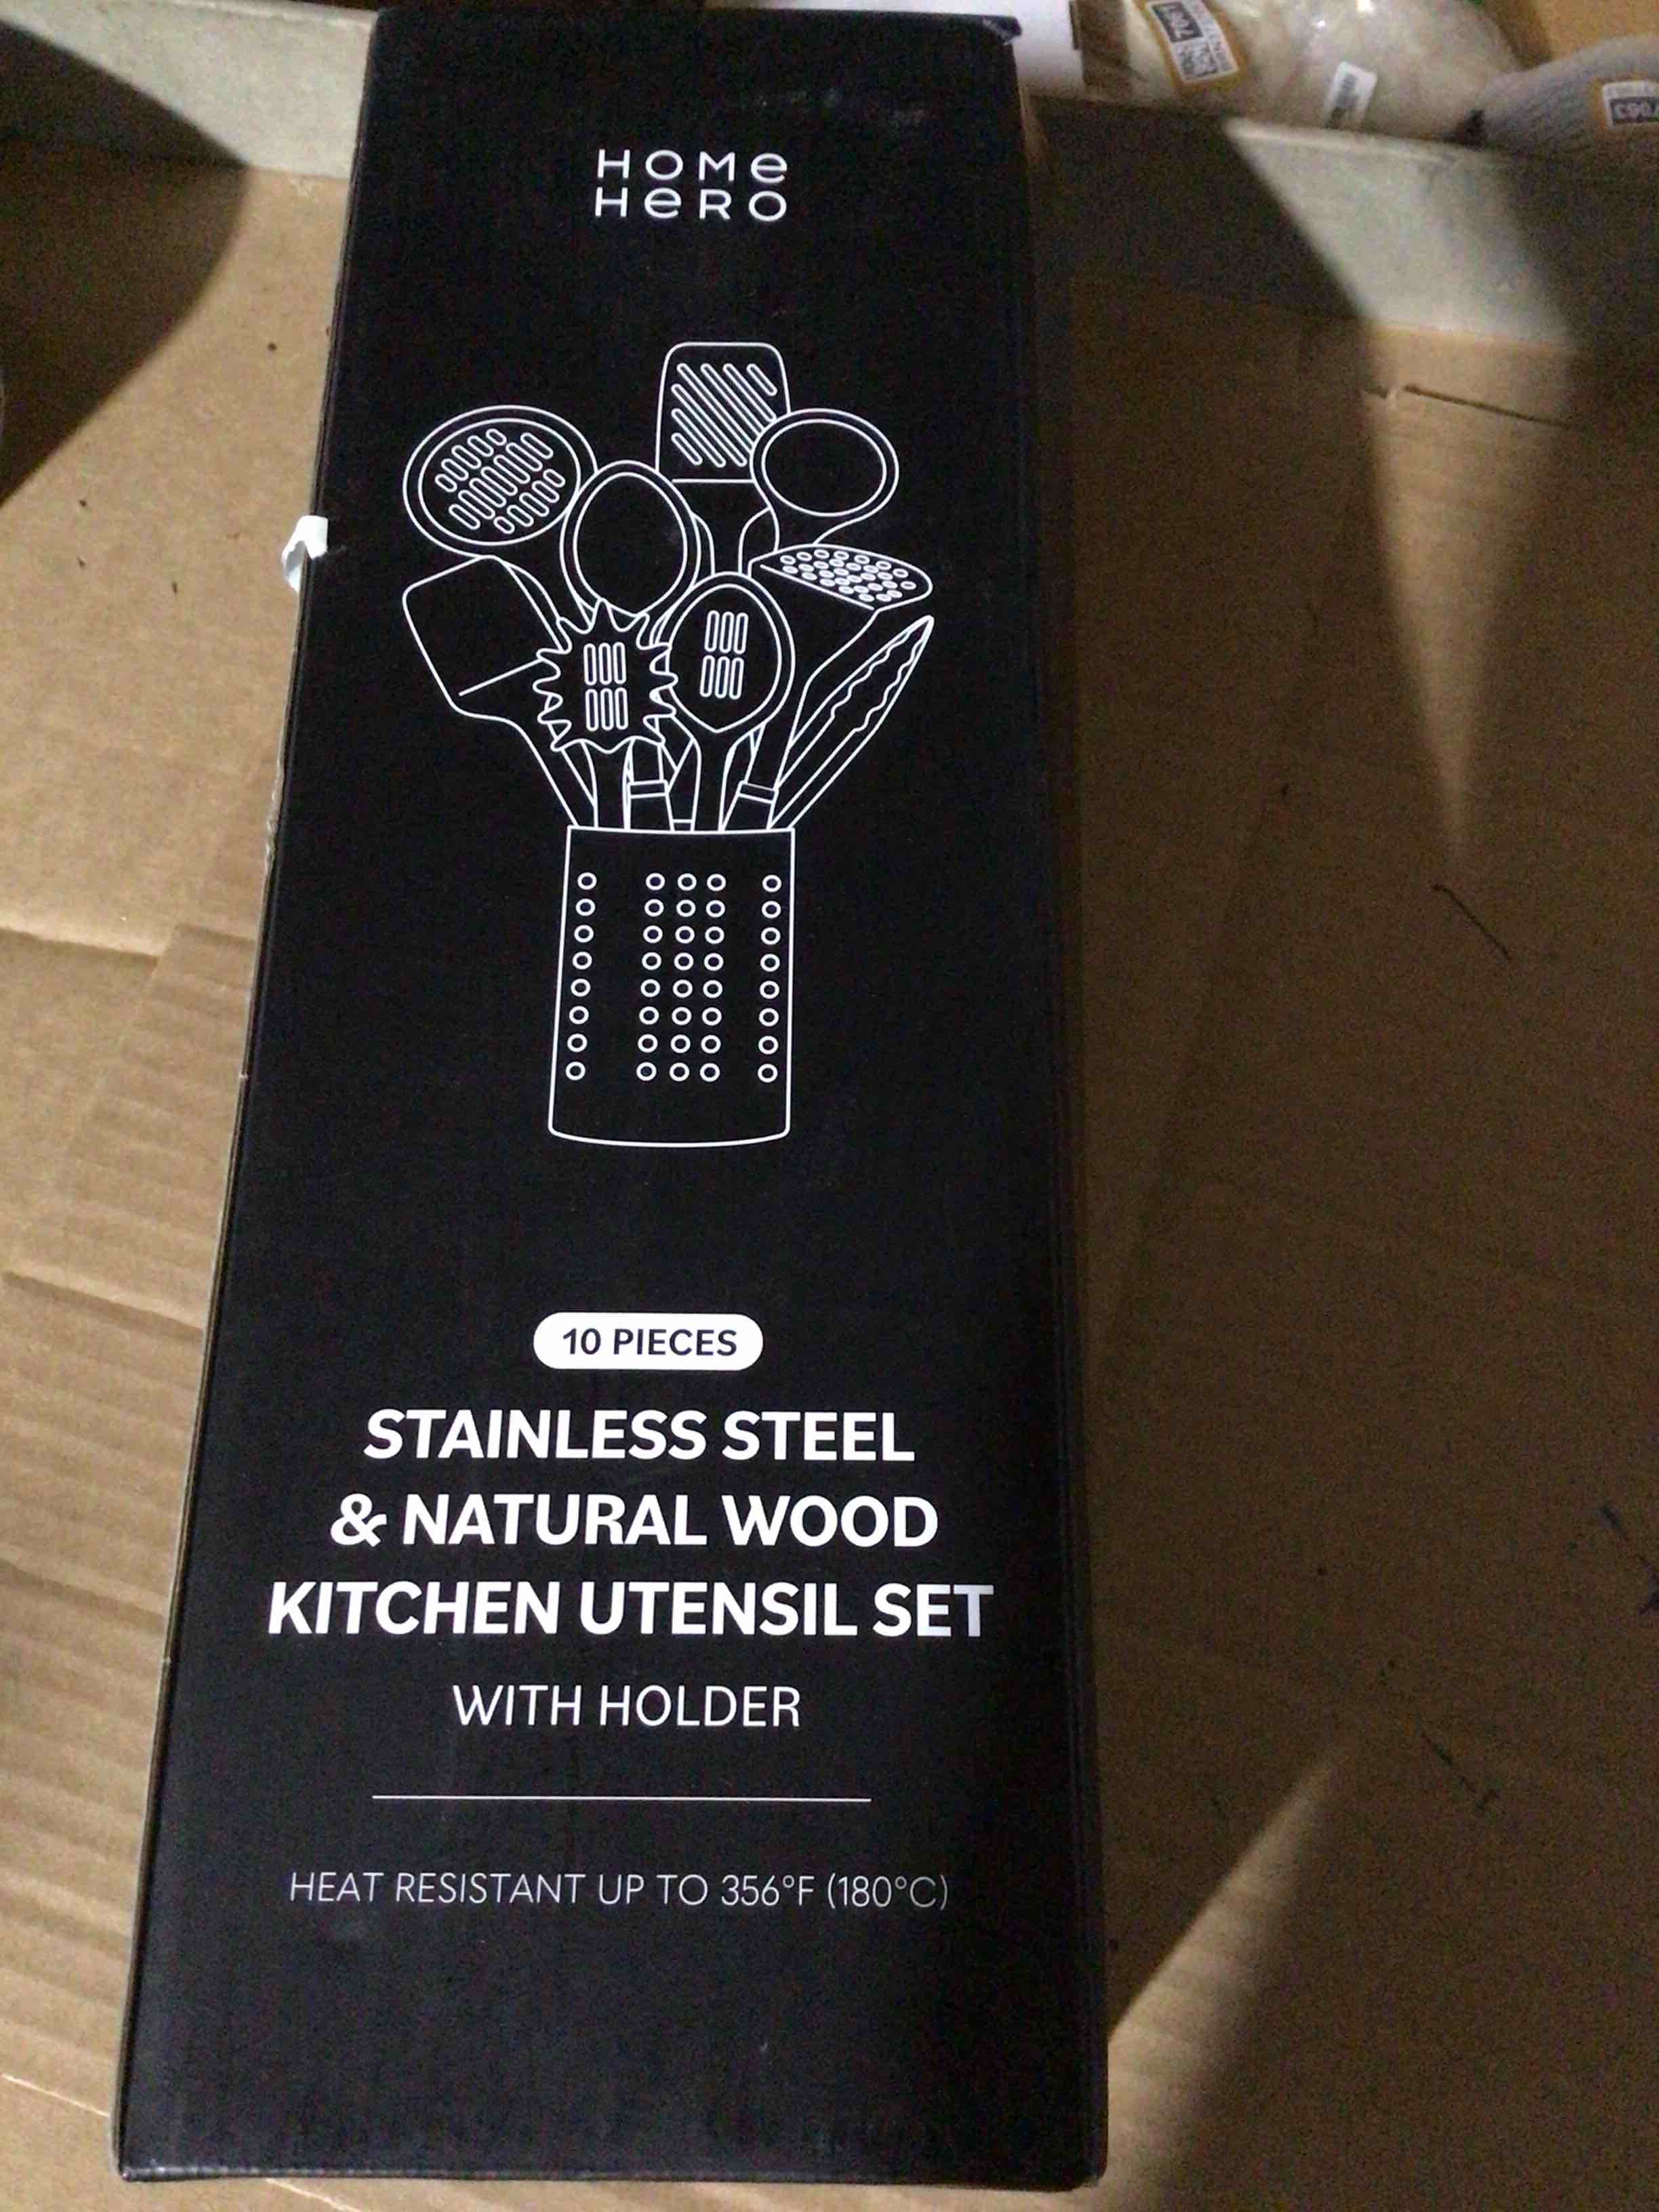 HOME
HERO
10 PIECES
STAINLESS STEEL
& NATURAL WOOD
KITCHEN UTENSIL SET
WITH HOLDER
HEAT RESISTANT UP TO 356°F (180°C)